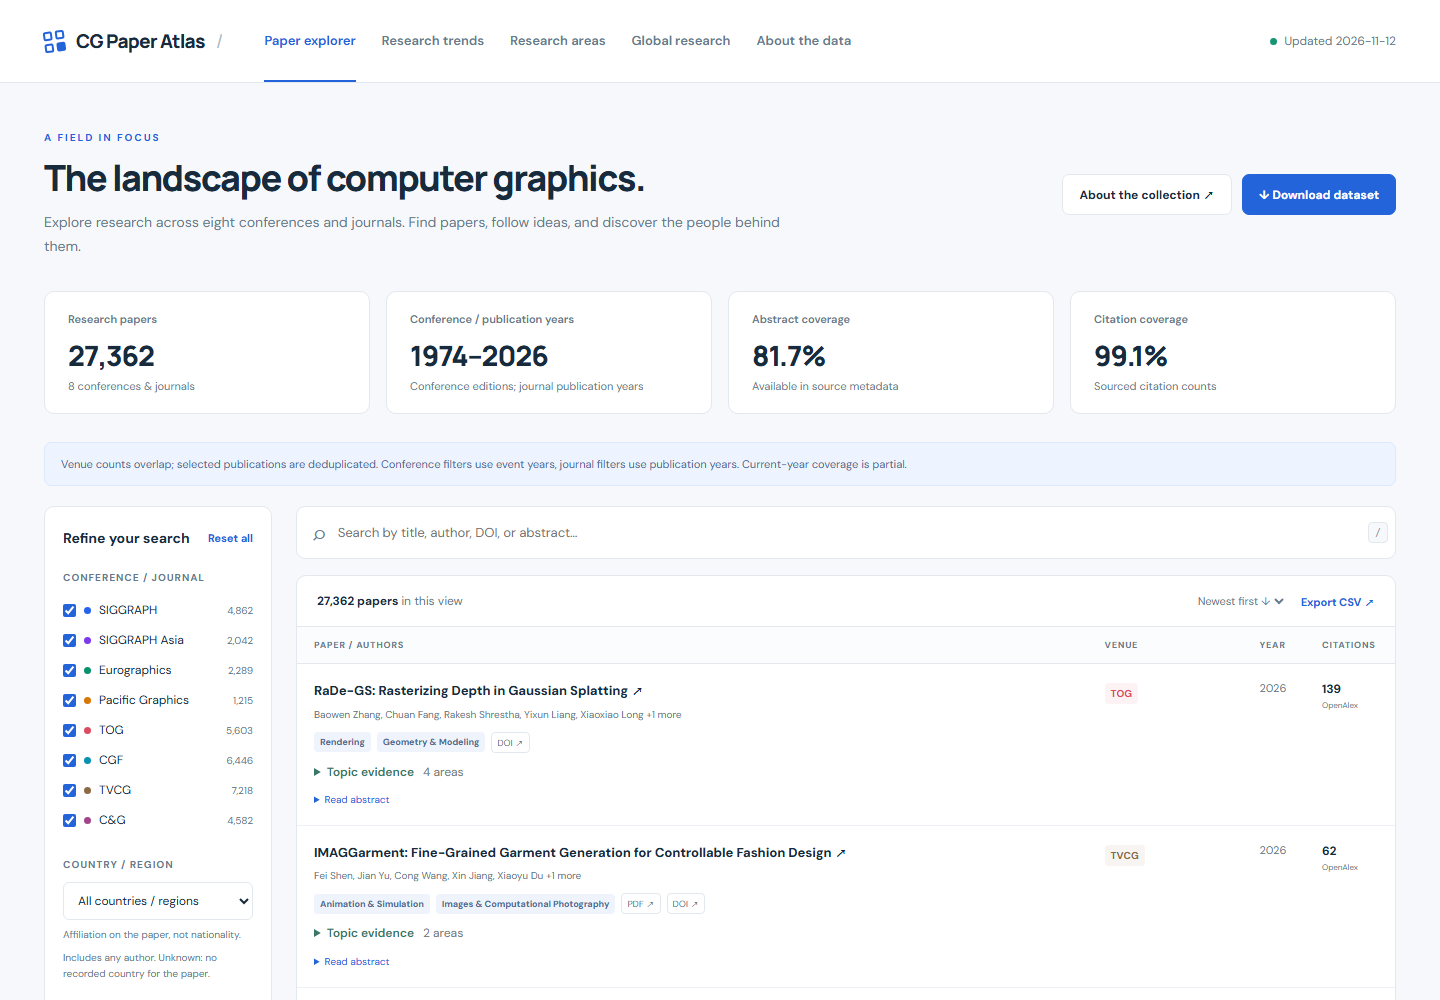 CG Paper Atlas /
Paper explorer
Research trends
Research areas
Global research
About the data
Updated 2026-11-12
A FIELD IN FOCUS
The landscape of computer graphics.
Explore research across eight conferences and journals. Find papers, follow ideas, and discover the people behind
them.
About the collection ↗
↓ Download dataset
Research papers
27,362
8 conferences & journals
Conference / publication years
1974–2026
Conference editions; journal publication years
Abstract coverage
81.7%
Available in source metadata
Citation coverage
99.1%
Sourced citation counts
Venue counts overlap; selected publications are deduplicated. Conference filters use event years, journal filters use publication years. Current-year coverage is partial.
Refine your search
Reset all
CONFERENCE / JOURNAL
SIGGRAPH 4,862
SIGGRAPH Asia 2,042
Eurographics 2,289
Pacific Graphics 1,215
TOG 5,603
CGF 6,446
TVCG 7,218
C&G 4,582
COUNTRY / REGION
All countries / regions
Affiliation on the paper, not nationality.
Includes any author. Unknown: no
recorded country for the paper.
Search by title, author, DOI, or abstract…
/
27,362 papers in this view
Newest first ↓
Export CSV ↗
PAPER / AUTHORS VENUE YEAR CITATIONS
RaDe-GS: Rasterizing Depth in Gaussian Splatting ↗
TOG
2026
139
OpenAlex
Baowen Zhang, Chuan Fang, Rakesh Shrestha, Yixun Liang, Xiaoxiao Long +1 more
Rendering
Geometry & Modeling
DOI ↗
Topic evidence 4 areas
Read abstract
IMAGGarment: Fine-Grained Garment Generation for Controllable Fashion Design ↗
TVCG
2026
62
OpenAlex
Fei Shen, Jian Yu, Cong Wang, Xin Jiang, Xiaoyu Du +1 more
Animation & Simulation
Images & Computational Photography
PDF ↗
DOI ↗
Topic evidence 2 areas
Read abstract